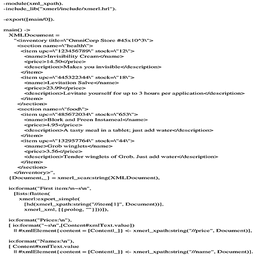 -module(xml_xpath).
-include_lib("xmerl/include/xmerl.hrl").
-export([main/0]).
main() ->
XMLDocument =
"<inventory title=\"OmniCorp Store #45x10^3\">
<section name=\"health\">
<item upc=\"123456789\" stock=\"12\">
<name>Invisibility Cream</name>
<price>14.50</price>
<description>Makes you invisible</description>
</item>
<item upc=\"445322344\" stock=\"18\">
<name>Levitation Salve</name>
<price>23.99</price>
<description>Levitate yourself for up to 3 hours per application</description>
</item>
</section>
<section name=\"food\">
<item upc=\"485672034\" stock=\"653\">
<name>Blork and Freen Instameal</name>
<price>4.95</price>
<description>A tasty meal in a tablet; just add water</description>
</item>
<item upc=\"132957764\" stock=\"44\">
<name>Grob winglets</name>
<price>3.56</price>
<description>Tender winglets of Grob. Just add water</description>
</item>
</section>
</inventory>",
{Document,_} = xmerl_scan:string(XMLDocument),
io:format("First item:~n~s~n",
[lists:flatten(
xmerl:export_simple(
[hd(xmerl_xpath:string("//item[1]", Document))],
xmerl_xml, [{prolog, ""}]))]),
io:format("Prices:~n"),
[ io:format("~s~n",[Content#xmlText.value])
|| #xmlElement{content = [Content|_]} <- xmerl_xpath:string("//price", Document)],
io:format("Names:~n"),
[ Content#xmlText.value
|| #xmlElement{content = [Content|_]} <- xmerl_xpath:string("//name", Document)].